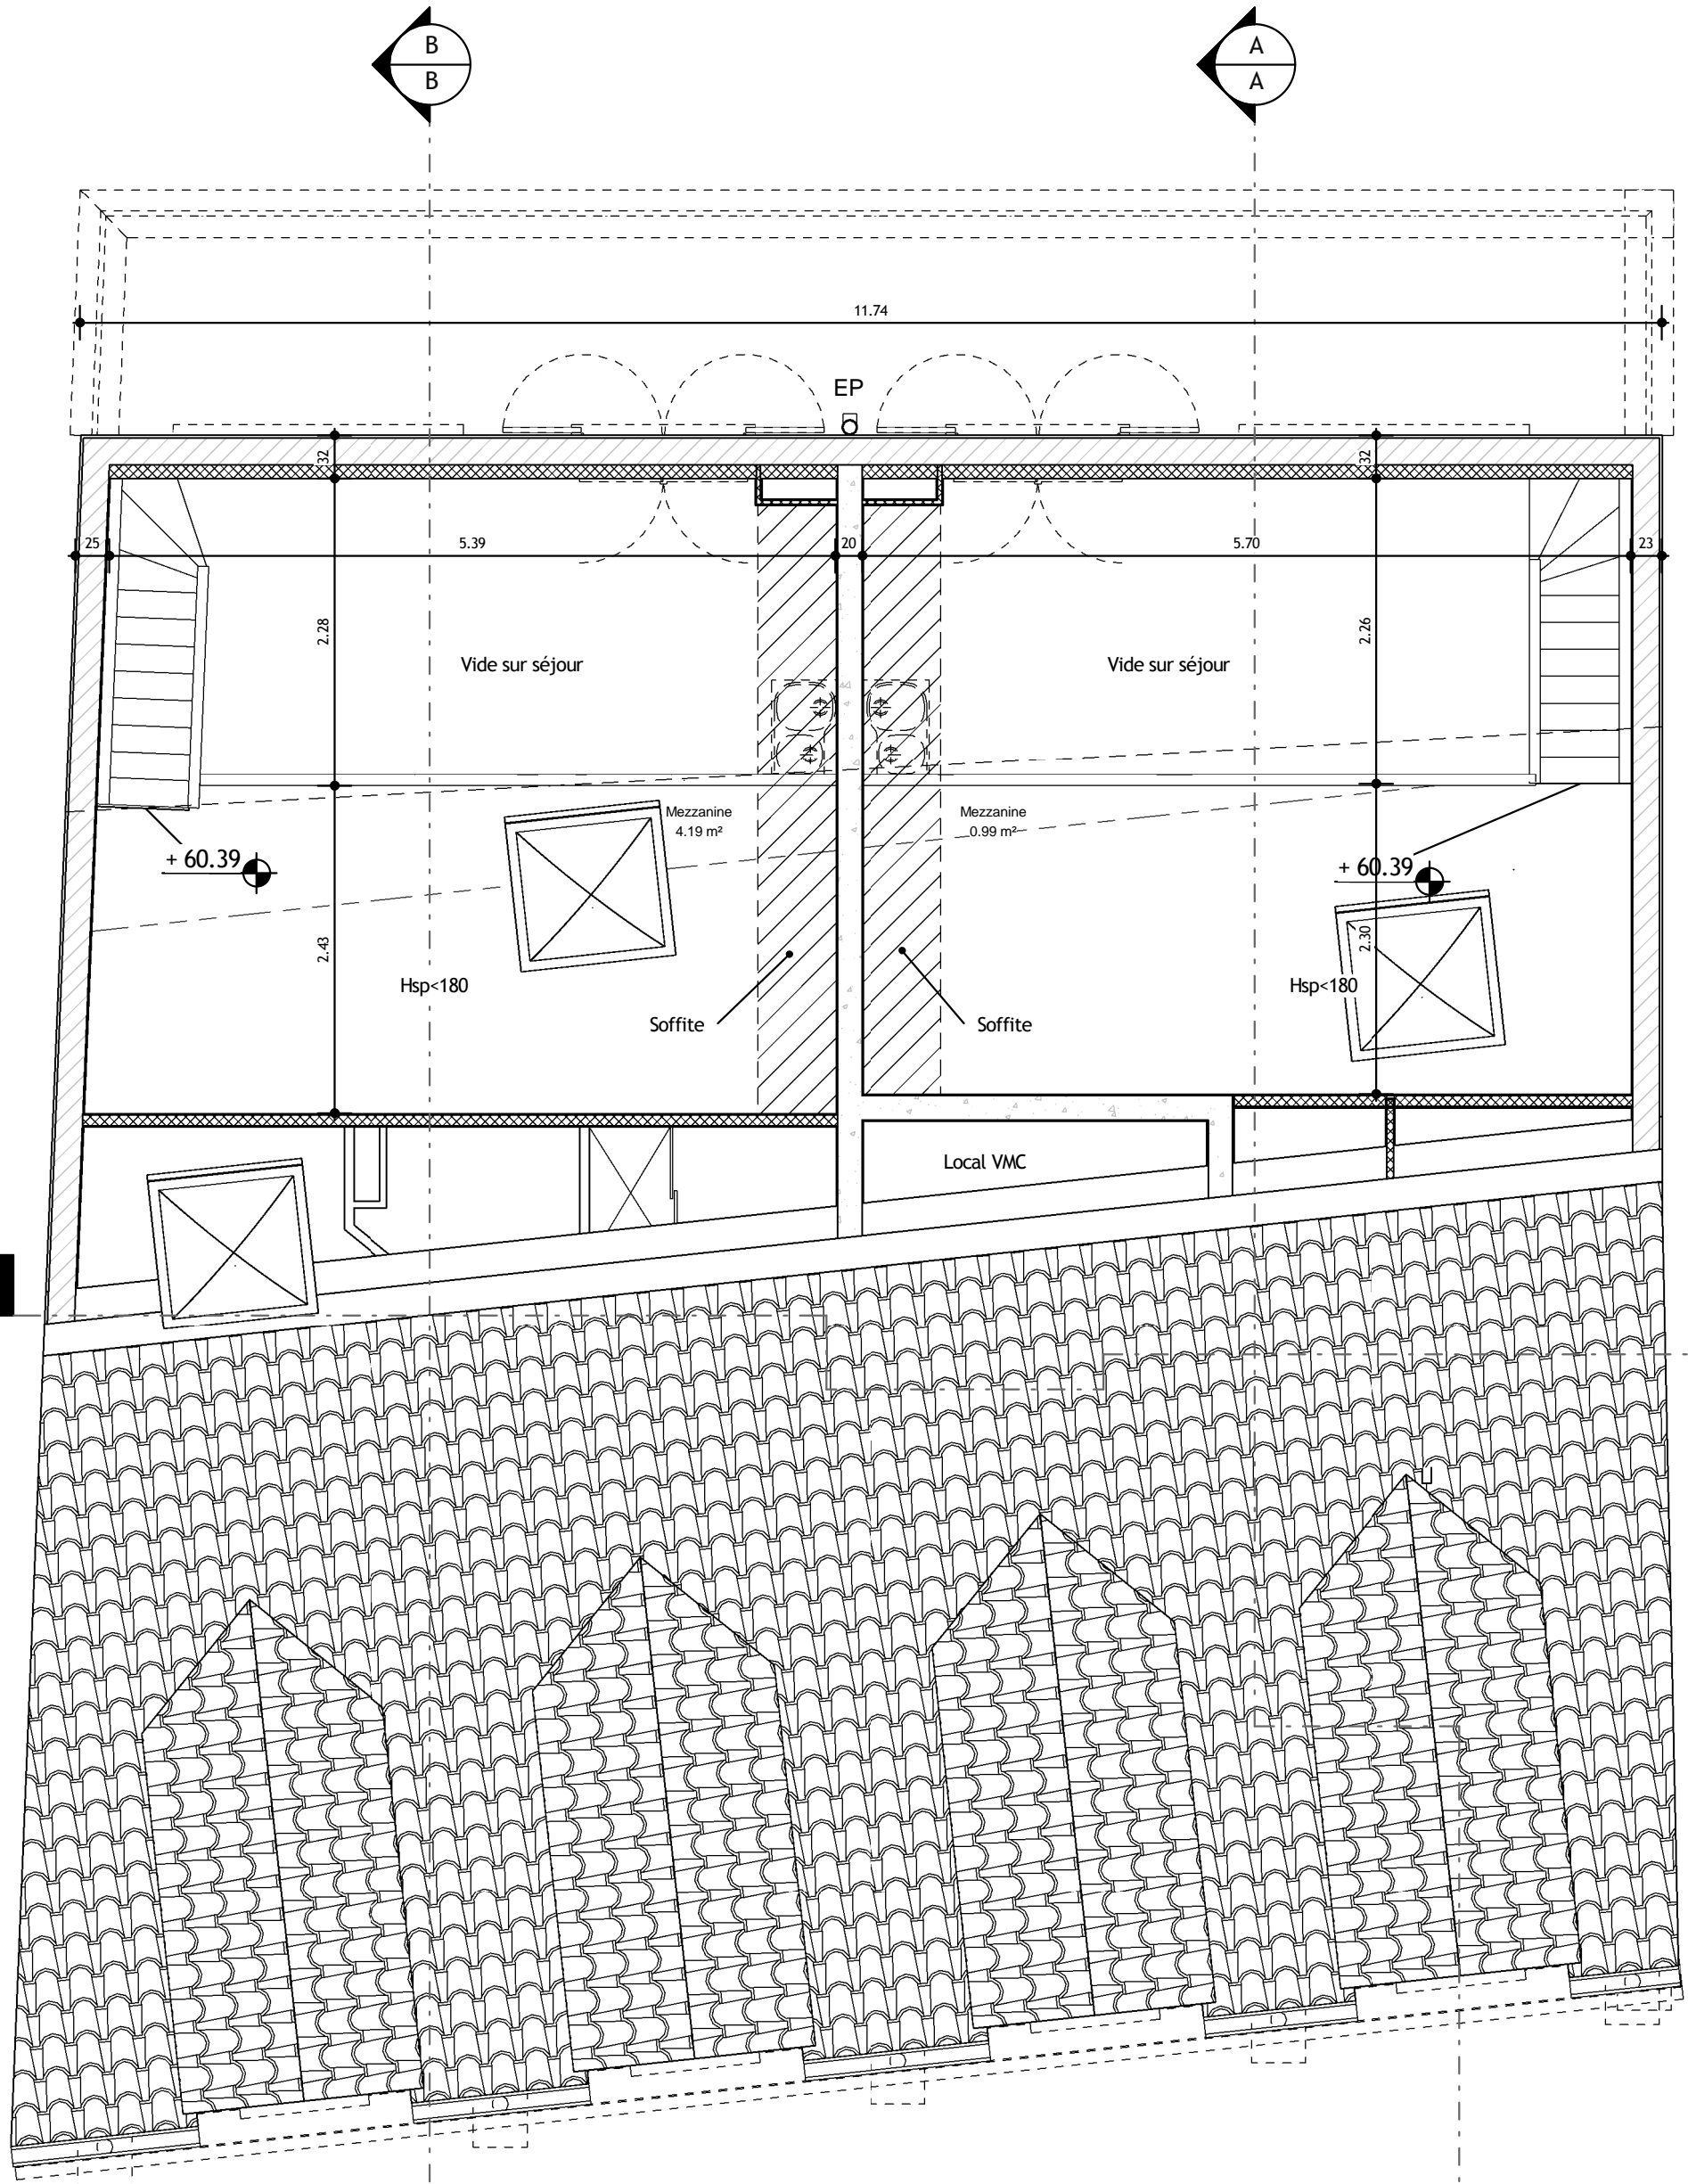 B
B
A
A
11.74
EP
32
32
25
5.39
20
5.70
23
2.28
2.26
Vide sur séjour
Vide sur séjour
Mezzanine
4.19 m²
Mezzanine
0.99 m²
+ 60.39
+ 60.39
2.43
2.30
Hsp<180
Hsp<180
Soffite
Soffite
Local VMC